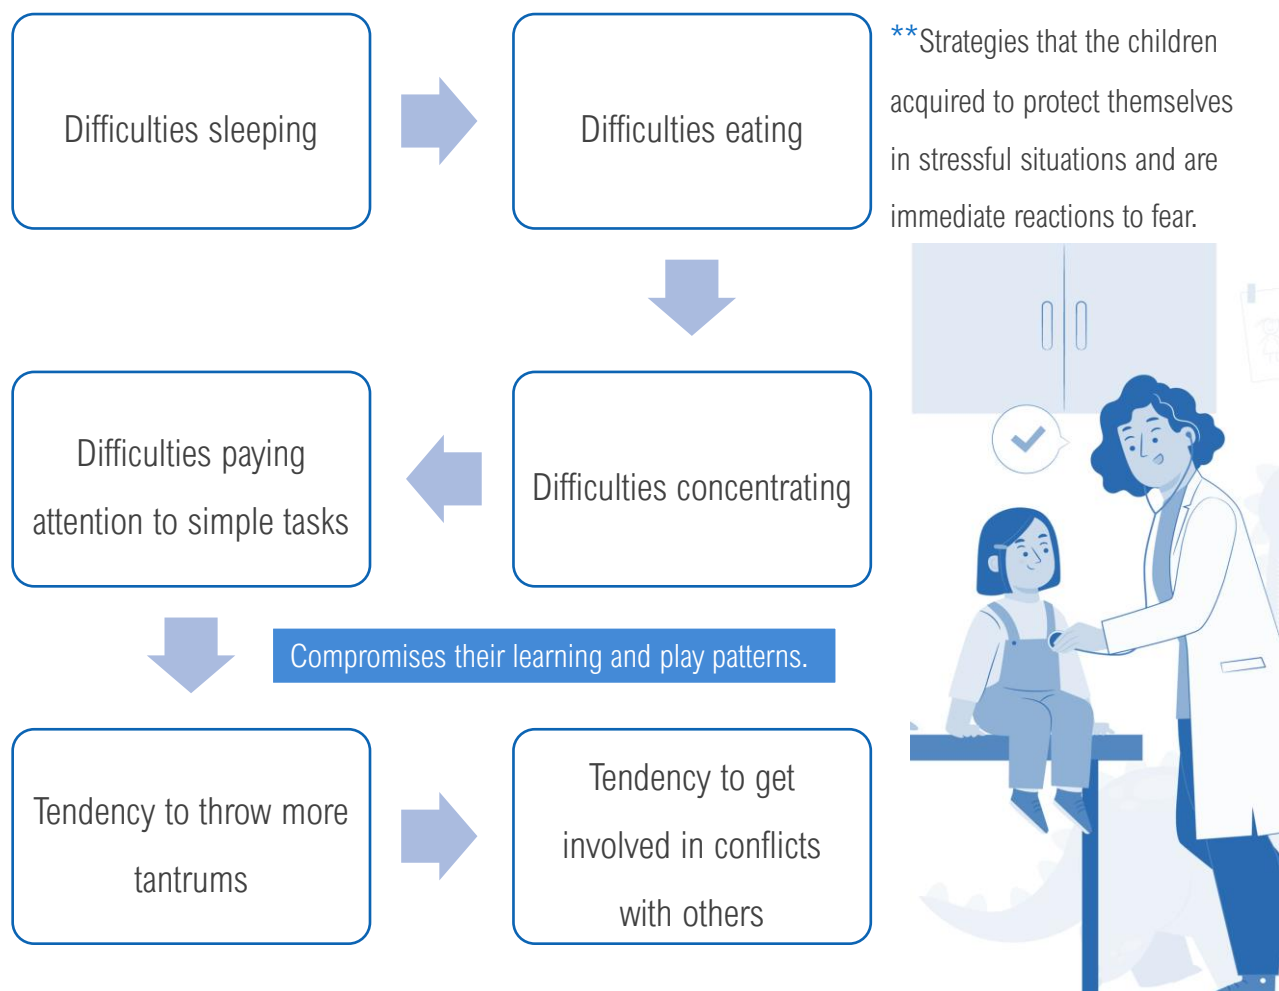 Difficulties sleeping
Difficulties eating
**Strategies that the children
acquired to protect themselves
in stressful situations and are
immediate reactions to fear.
Difficulties paying
attention to simple tasks
Difficulties concentrating
Compromises their learning and play patterns.
Tendency to throw more
tantrums
Tendency to get
involved in conflicts
with others